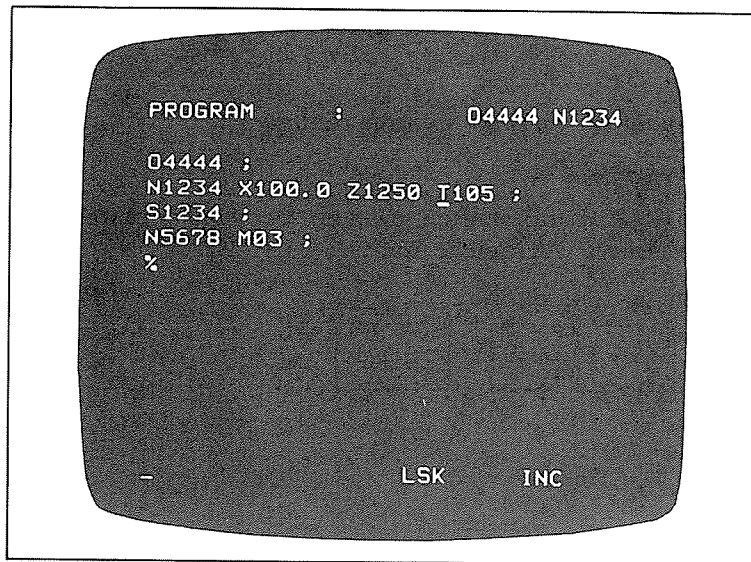 PROGRAM : O4444 N1234
O4444 ;
N1234 X100.0 Z1250 T105 ;
S1234 ;
N5678 M03 ;
%
_ LSK INC